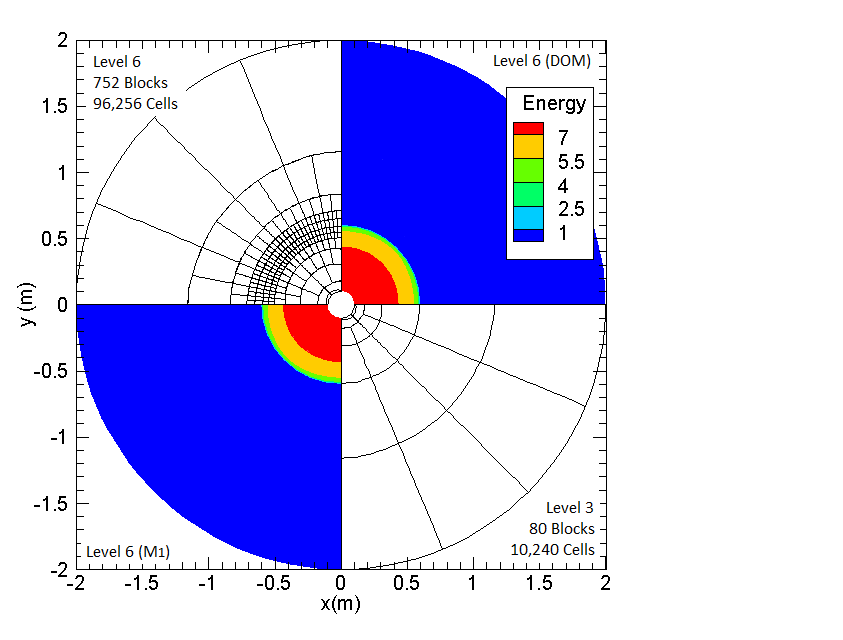 2
Level 6
752 Blocks
96,256 Cells
Level 6 (DOM)
Energy
7
5.5
4
2.5
1
1.5
1
0.5
0
-0.5
-1
-1.5
-2
y (m)
Level 6 (M1)
Level 3
80 Blocks
10,240 Cells
-2 -1.5 -1 -0.5 0 0.5 1 1.5 2
x(m)